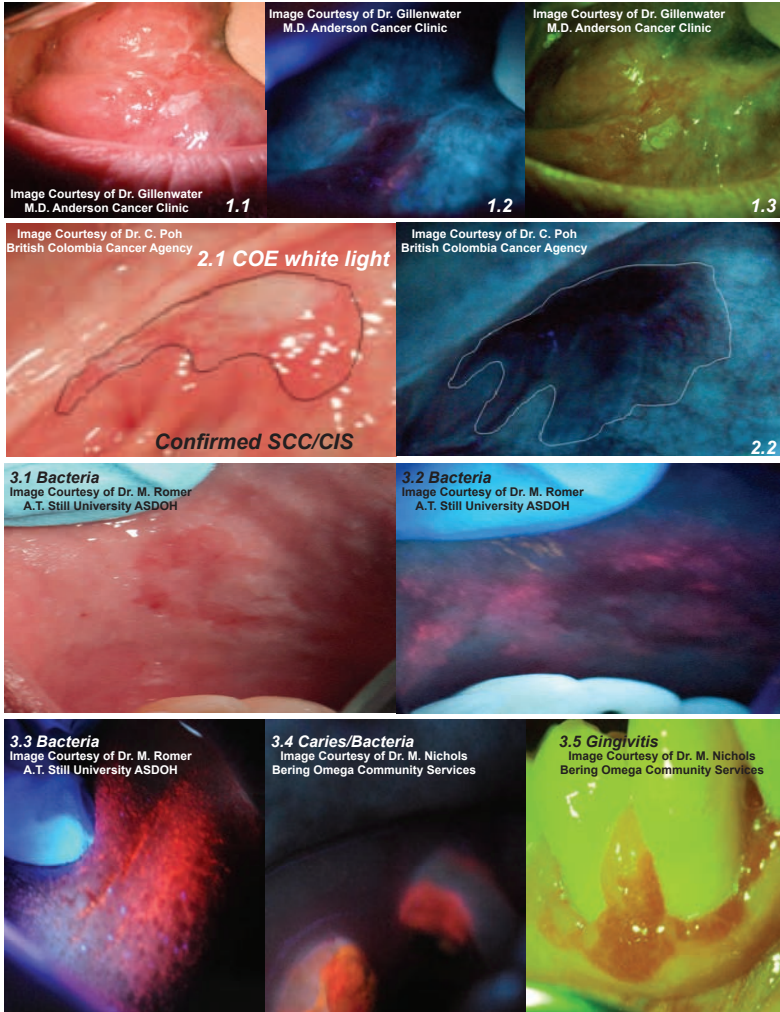 Image Courtesy of Dr. Gillenwater
M.D. Anderson Cancer Clinic
1.1
Image Courtesy of Dr. Gillenwater
M.D. Anderson Cancer Clinic
1.2
Image Courtesy of Dr. Gillenwater
M.D. Anderson Cancer Clinic
1.3
Image Courtesy of Dr. C. Poh
British Colombia Cancer Agency
2.1 COE white light
Confirmed SCC/CIS
Image Courtesy of Dr. C. Poh
British Colombia Cancer Agency
2.2
3.1 Bacteria
Image Courtesy of Dr. M. Romer
A.T. Still University ASDOH
3.2 Bacteria
Image Courtesy of Dr. M. Romer
A.T. Still University ASDOH
3.3 Bacteria
Image Courtesy of Dr. M. Romer
A.T. Still University ASDOH
3.4 Caries/Bacteria
Image Courtesy of Dr. M. Nichols
Bering Omega Community Services
3.5 Gingivitis
Image Courtesy of Dr. M. Nichols
Bering Omega Community Services